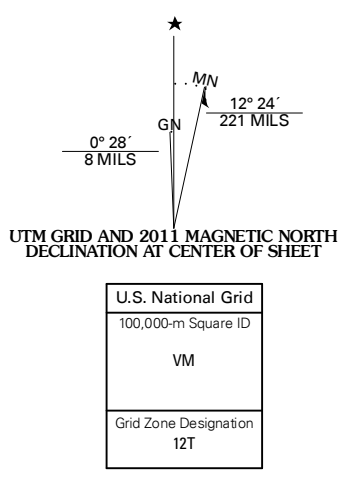 MN
12° 24´
221 MILS
GN
0° 28´
8 MILS
UTM GRID AND 2011 MAGNETIC NORTH
DECLINATION AT CENTER OF SHEET
U.S. National Grid
100,000-m Square ID
VM
Grid Zone Designation
12T